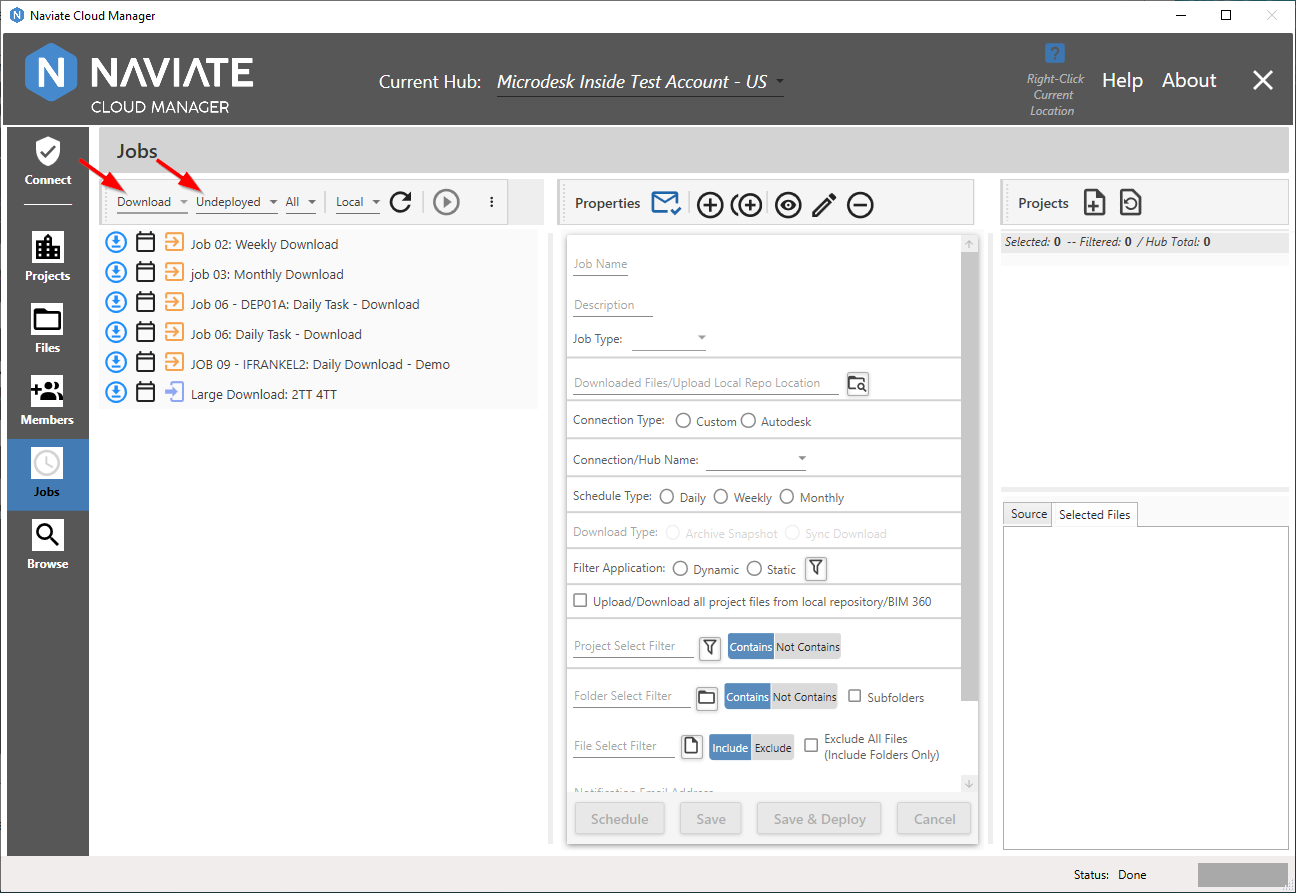 Naviate Cloud Manager
N NAVIATE
CLOUD MANAGER
Current Hub: Microdesk Inside Test Account - US
?
Right-Click
Current
Location
Help About
Connect
Projects
Files
Members
Jobs
Browse
Jobs
Download Undeployed All Local
Job 02: Weekly Download
job 03: Monthly Download
Job 06 - DEP01A: Daily Task - Download
Job 06: Daily Task - Download
JOB 09 - IFRANKEL2: Daily Download - Demo
Large Download: 2TT 4TT
Properties
Job Name
Description
Job Type:
Downloaded Files/Upload Local Repo Location
Connection Type: Custom Autodesk
Connection/Hub Name:
Schedule Type: Daily Weekly Monthly
Download Type: Archive Snapshot Sync Download
Filter Application: Dynamic Static
Upload/Download all project files from local repository/BIM 360
Project Select Filter Contains Not Contains
Folder Select Filter Contains Not Contains Subfolders
File Select Filter Include Exclude Exclude All Files
(Include Folders Only)
Notification Email Address
Schedule Save Save & Deploy Cancel
Projects
Selected: 0 -- Filtered: 0 / Hub Total: 0
Source Selected Files
Status: Done